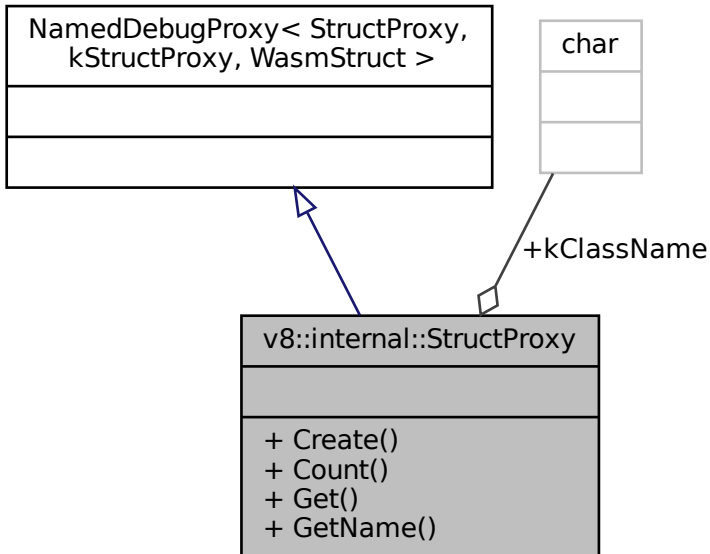 NamedDebugProxy< StructProxy,
kStructProxy, WasmStruct >
char
+kClassName
v8::internal::StructProxy
+ Create()
+ Count()
+ Get()
+ GetName()